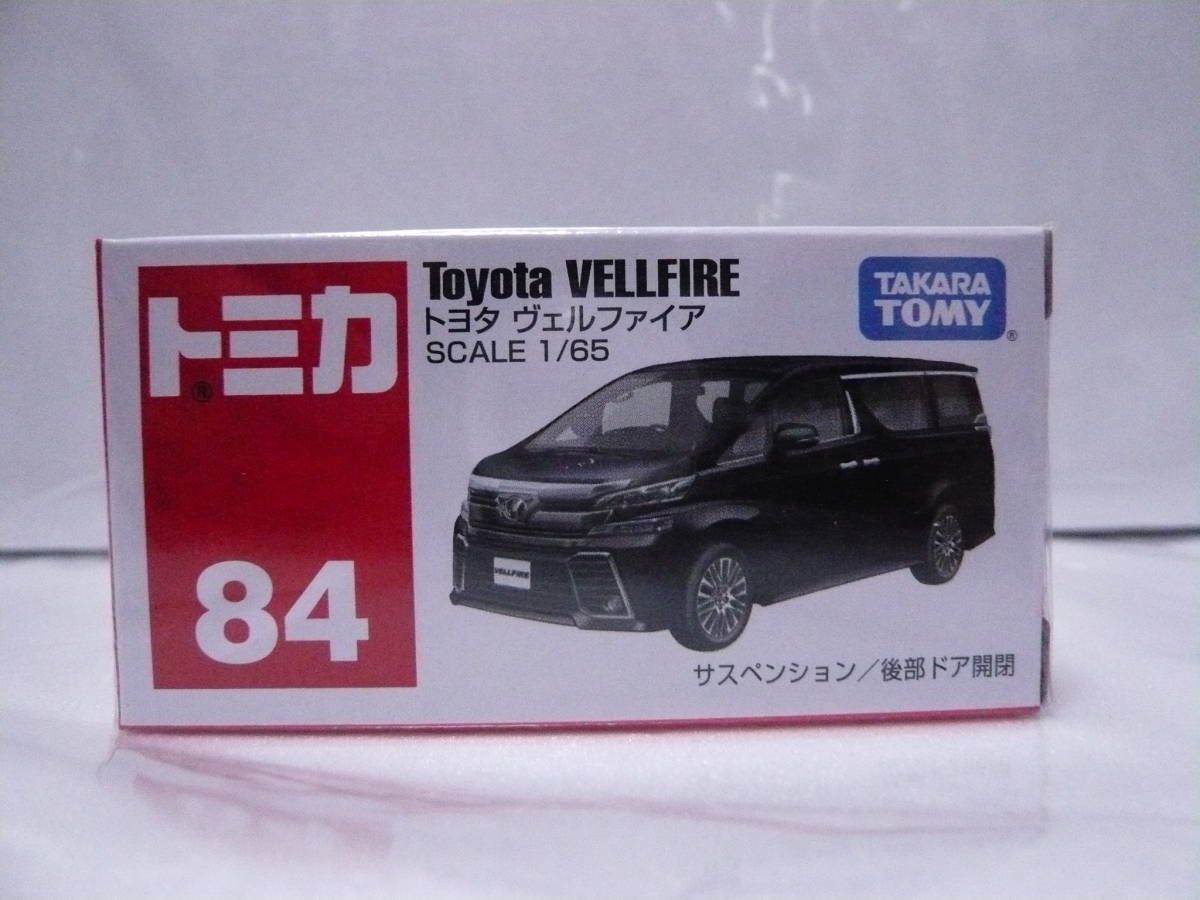 トミカ®
84
Toyota VELLFIRE
トヨタ ヴェルファイア
SCALE 1/65
TAKARA
TOMY®
VELLFIRE
サスペンション／後部ドア開閉